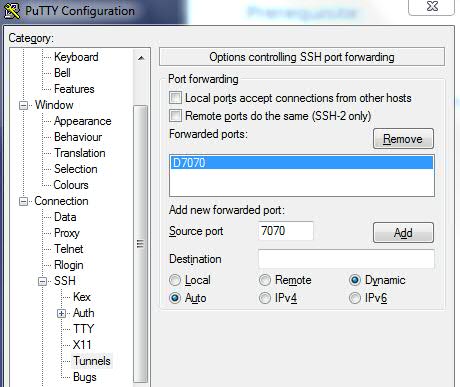 PuTTY Configuration
Category:
Keyboard
Bell
Features
Window
Appearance
Behaviour
Translation
Selection
Colours
Connection
Data
Proxy
Telnet
Rlogin
SSH
Kex
Auth
TTY
X11
Tunnels
Bugs
Options controlling SSH port forwarding
Port forwarding
Local ports accept connections from other hosts
Remote ports do the same (SSH-2 only)
Forwarded ports:
Remove
D7070
Add new forwarded port:
Source port 7070 Add
Destination
Local Remote Dynamic
Auto IPv4 IPv6